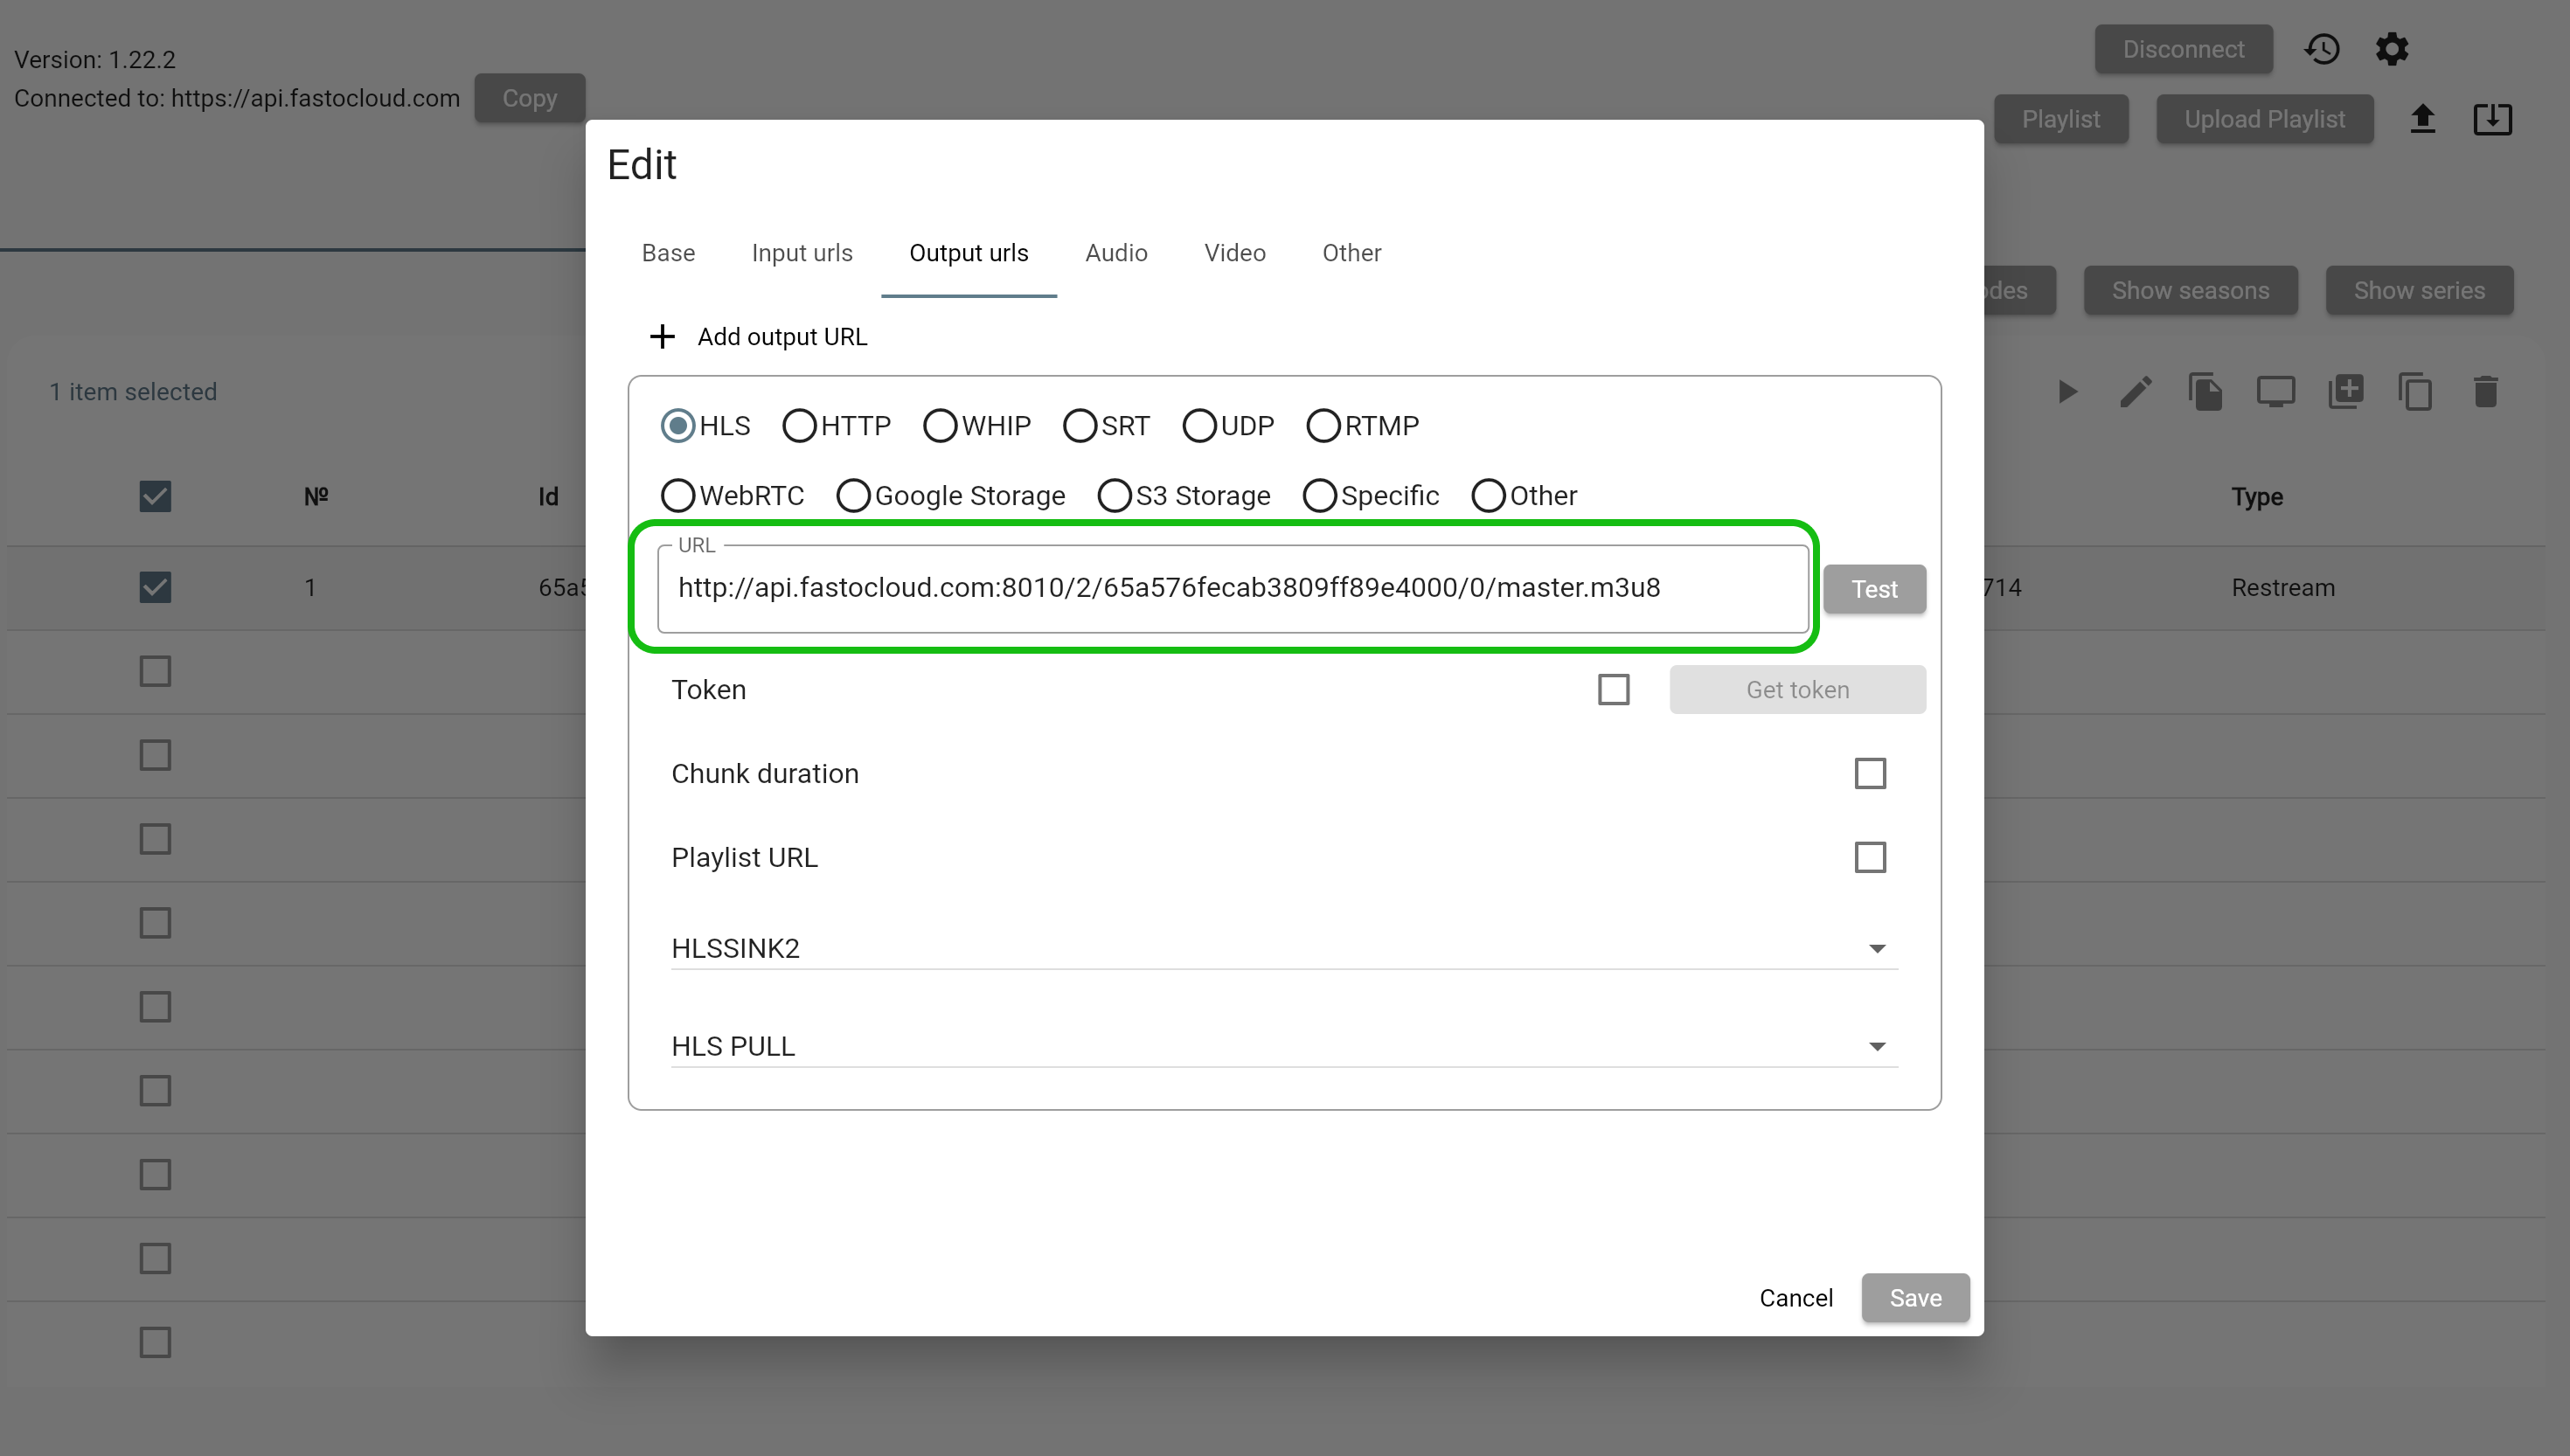 Version: 1.22.2
Connected to: https://api.fastocloud.com
Copy
Disconnect
Playlist
Upload Playlist
Edit
Base
Input urls
Output urls
Audio
Video
Other
Add output URL
Show seasons
Show series
1 item selected
HLS
HTTP
WHIP
SRT
UDP
RTMP
WebRTC
Google Storage
S3 Storage
Specific
Other
№
Id
Type
URL
http://api.fastocloud.com:8010/2/65a576fecab3809ff89e4000/0/master.m3u8
Test
1
Restream
Token
Get token
Chunk duration
Playlist URL
HLSSINK2
HLS PULL
Cancel
Save